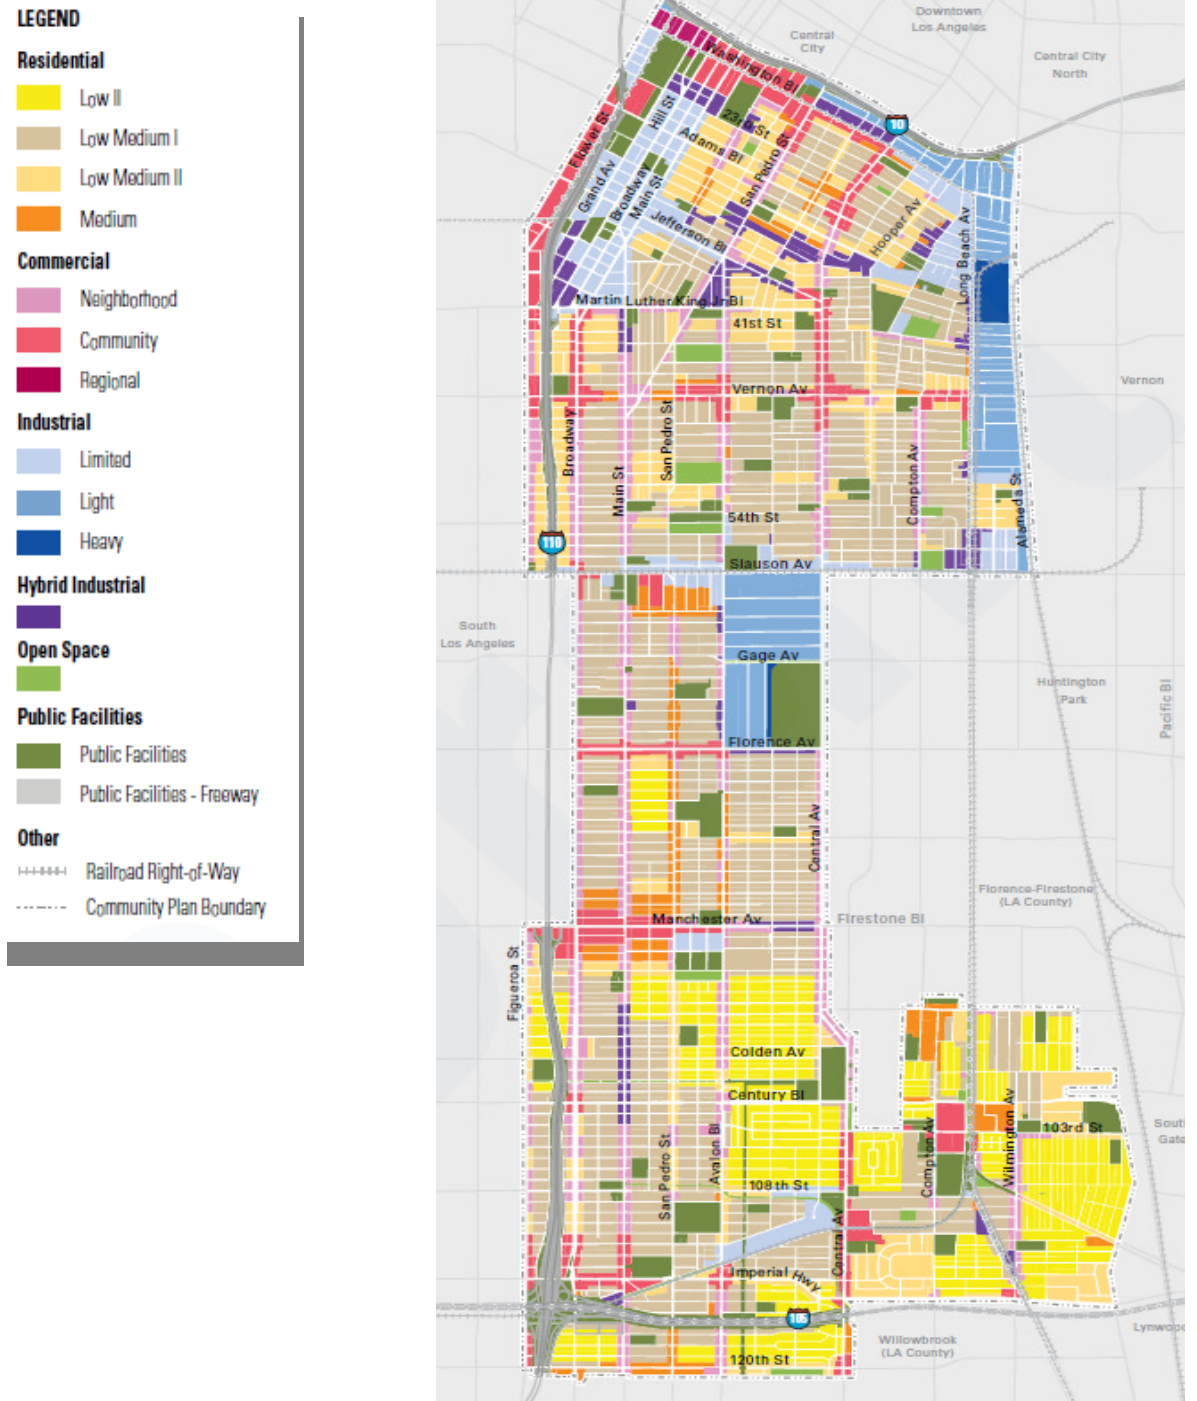 LEGEND
Residential
Low II
Low Medium I
Low Medium II
Medium
Commercial
Neighborhood
Community
Regional
Industrial
Limited
Light
Heavy
Hybrid Industrial
Open Space
Public Facilities
Public Facilities
Public Facilities - Freeway
Other
Railroad Right-of-Way
Community Plan Boundary
Downtown
Los Angeles
Central
City
Central City
North
Washington Bl
10
Hill St
23rd St
Flower St
Adams Bl
San Pedro St
Grand Av
Broadway
Main St
Hooper Av
Jefferson Bl
Long Beach Av
Martin Luther King Jr Bl
41st St
Vernon
Vernon Av
Broadway
San Pedro St
Main St
Compton Av
Alameda St
54th St
110
Slauson Av
South
Los Angeles
Gage Av
Huntington
Park
Pacific Bl
Florence Av
Central Av
Florence-Firestone
(LA County)
Manchester Av
Firestone Bl
Figueroa St
Colden Av
Century Bl
Avalon Bl
San Pedro St
Compton Av
Wilmington Av
103rd St
South
Gate
108th St
Central Av
Imperial Hwy
105
Willowbrook
(LA County)
Lynwood
120th St